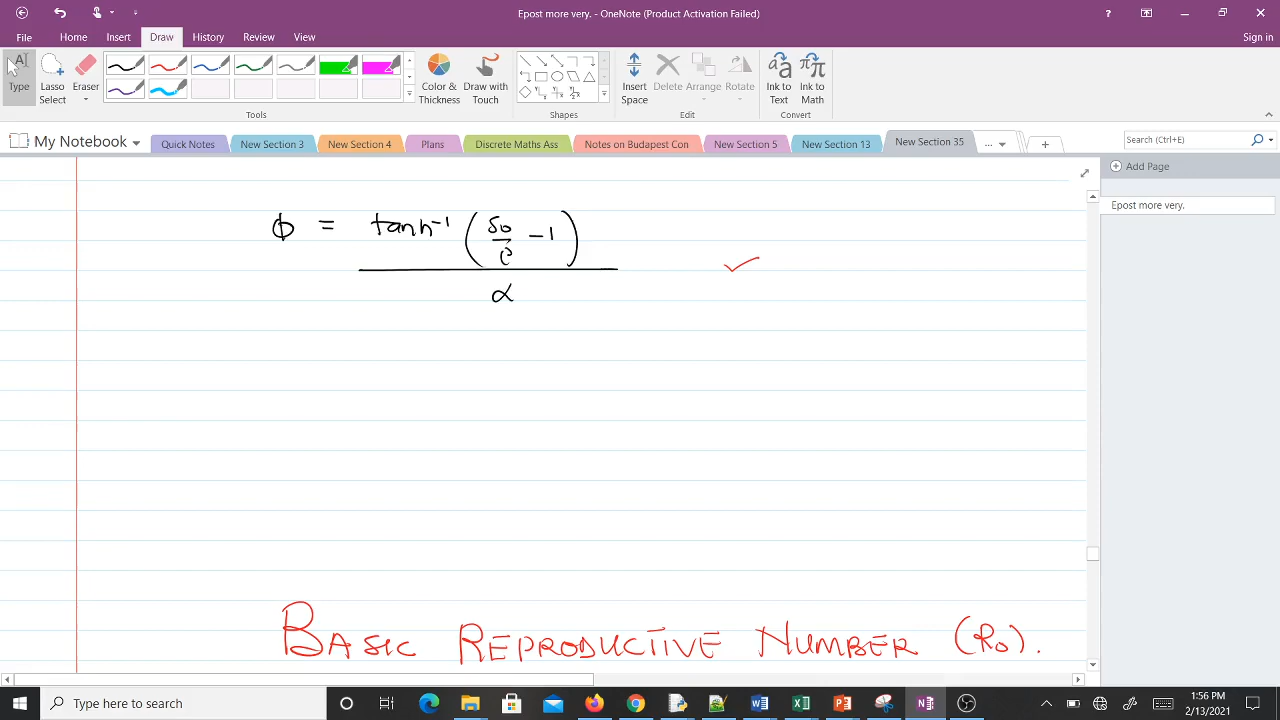 Epost more very. - OneNote (Product Activation Failed)
File Home Insert Draw History Review View Sign in
Type Lasso Select Eraser Color & Thickness Draw with Touch Insert Space Delete Arrange Rotate Ink to Text Ink to Math
Tools Shapes Edit Convert
My Notebook Quick Notes New Section 3 New Section 4 Plans Discrete Maths Ass Notes on Budapest Con New Section 5 New Section 13 New Section 35 ... Search (Ctrl+E)
Add Page
Epost more very.
ϕ = tanh⁻¹ (S₀/ρ − 1)
α
BASIC REPRODUCTIVE NUMBER (R₀).
Type here to search
1:56 PM
2/13/2021